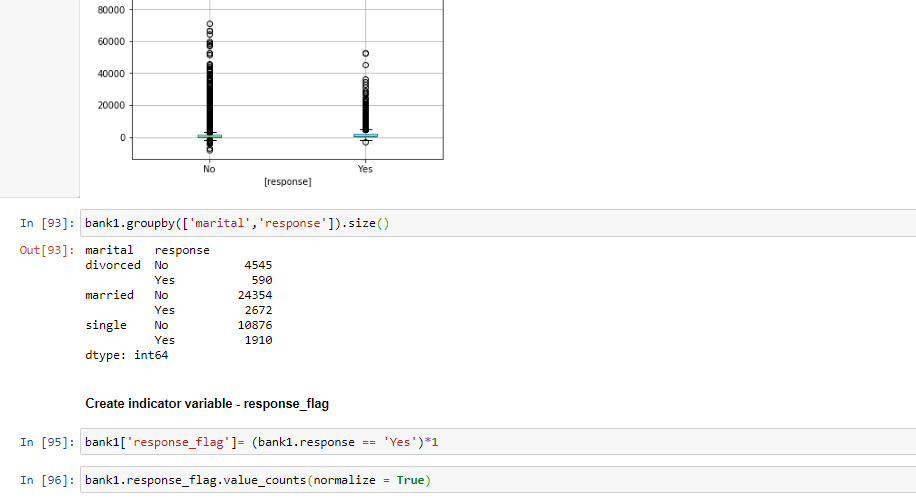 80000
60000
40000
20000
0
No Yes
[response]
In [93]: bank1.groupby(['marital','response']).size()
Out[93]: marital response
divorced No 4545
Yes 590
married No 24354
Yes 2672
single No 10876
Yes 1910
dtype: int64
Create indicator variable - response_flag
In [95]: bank1['response_flag']= (bank1.response == 'Yes')*1
In [96]: bank1.response_flag.value_counts(normalize = True)